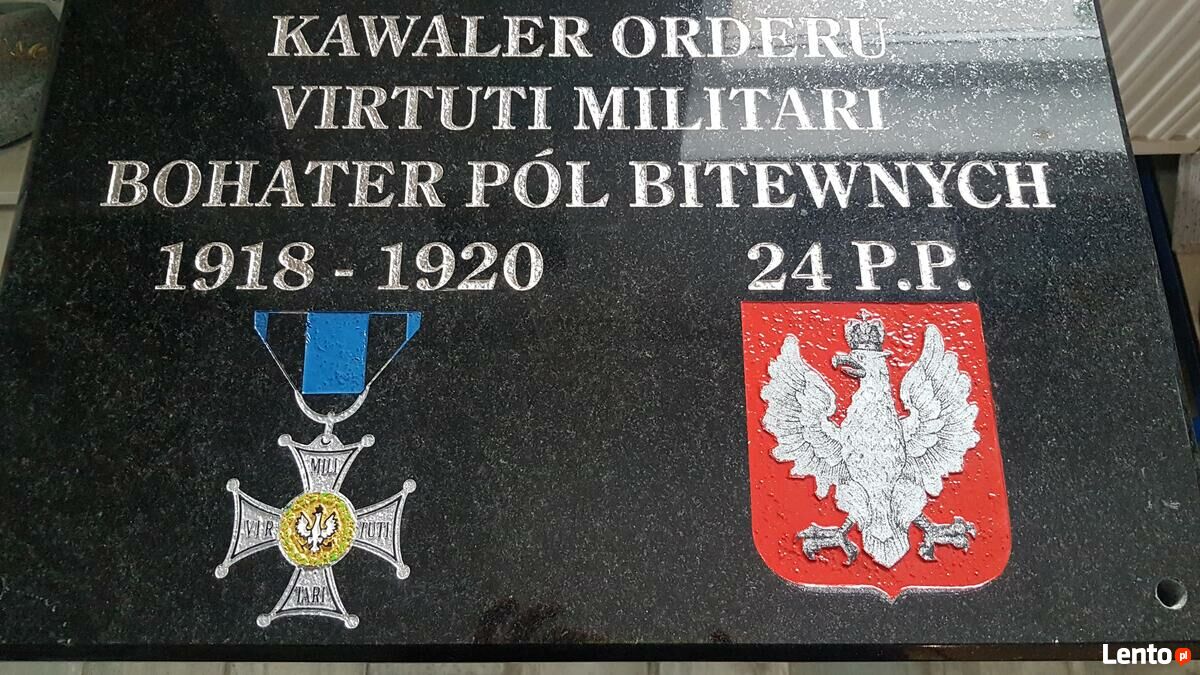 KAWALER ORDERU
VIRTUTI MILITARI
BOHATER PÓL BITEWNYCH
1918 - 1920 24 P.P.
MILI
VIR TUTI
TARI
Lento.pl